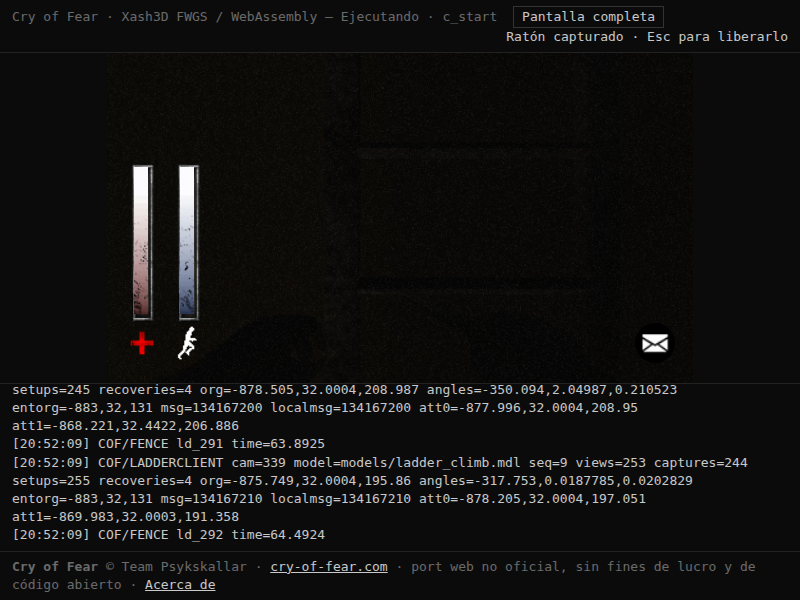 Cry of Fear · Xash3D FWGS / WebAssembly — Ejecutando · c_start
Pantalla completa
Ratón capturado · Esc para liberarlo
setups=245 recoveries=4 org=-878.505,32.0004,208.987 angles=-350.094,2.04987,0.210523
entorg=-883,32,131 msg=134167200 localmsg=134167200 att0=-877.996,32.0004,208.95
att1=-868.221,32.4422,206.886
[20:52:09] COF/FENCE ld_291 time=63.8925
[20:52:09] COF/LADDERCLIENT cam=339 model=models/ladder_climb.mdl seq=9 views=253 captures=244
setups=255 recoveries=4 org=-875.749,32.0004,195.86 angles=-317.753,0.0187785,0.0202829
entorg=-883,32,131 msg=134167210 localmsg=134167210 att0=-878.205,32.0004,197.051
att1=-869.983,32.0003,191.358
[20:52:09] COF/FENCE ld_292 time=64.4924
Cry of Fear © Team Psykskallar · cry-of-fear.com · port web no oficial, sin fines de lucro y de
código abierto · Acerca de